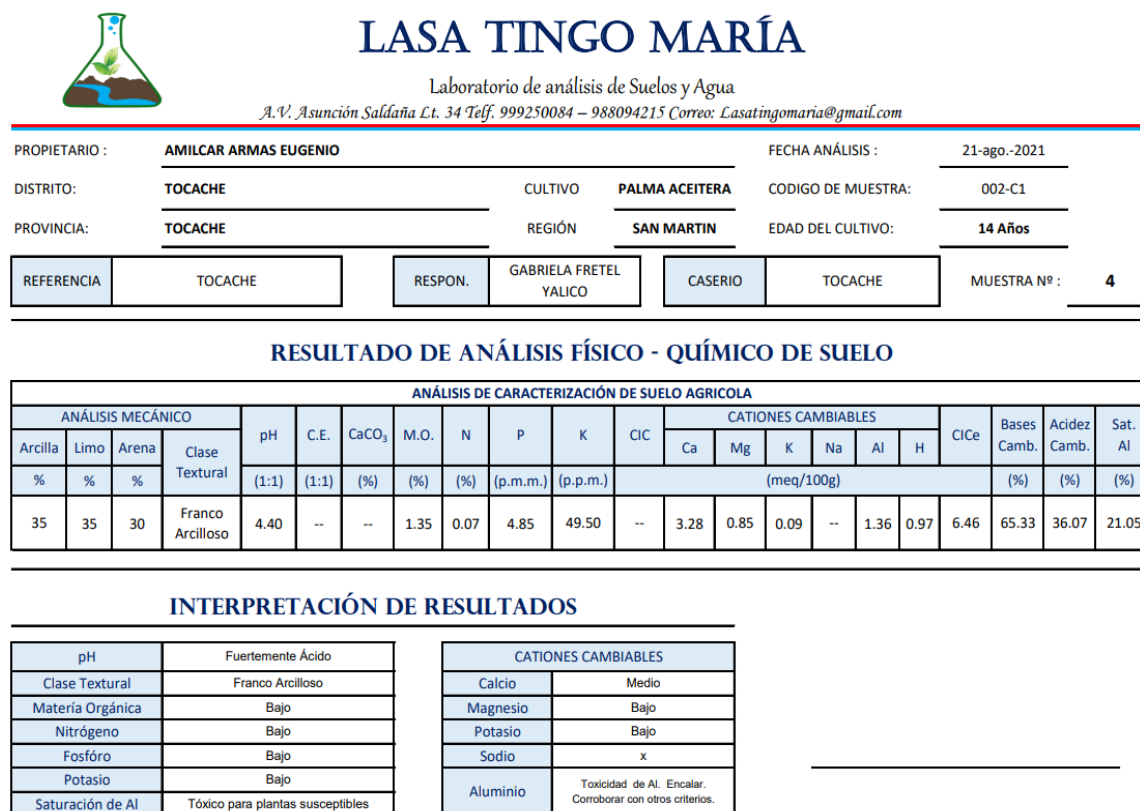 LASA TINGO MARÍA
Laboratorio de análisis de Suelos y Agua
A.V. Asunción Saldaña Lt. 34 Telf. 999250084 – 988094215 Correo: Lasatingomaria@gmail.com
PROPIETARIO : AMILCAR ARMAS EUGENIO FECHA ANÁLISIS : 21-ago.-2021
DISTRITO: TOCACHE CULTIVO PALMA ACEITERA CODIGO DE MUESTRA: 002-C1
PROVINCIA: TOCACHE REGIÓN SAN MARTIN EDAD DEL CULTIVO: 14 Años
REFERENCIA TOCACHE RESPON. GABRIELA FRETEL YALICO CASERIO TOCACHE MUESTRA Nº : 4
RESULTADO DE ANÁLISIS FÍSICO - QUÍMICO DE SUELO
ANÁLISIS DE CARACTERIZACIÓN DE SUELO AGRICOLA
ANÁLISIS MECÁNICO pH C.E. CaCO₃ M.O. N P K CIC CATIONES CAMBIABLES CICe Bases Camb. Acidez Camb. Sat. Al
Arcilla Limo Arena Clase Textural Ca Mg K Na Al H
% % % (1:1) (1:1) (%) (%) (%) (p.m.m.) (p.p.m.) (meq/100g) (%) (%) (%)
35 35 30 Franco Arcilloso 4.40 -- -- 1.35 0.07 4.85 49.50 -- 3.28 0.85 0.09 -- 1.36 0.97 6.46 65.33 36.07 21.05
INTERPRETACIÓN DE RESULTADOS
pH Fuertemente Ácido
Clase Textural Franco Arcilloso
Matería Orgánica Bajo
Nitrógeno Bajo
Fosfóro Bajo
Potasio Bajo
Saturación de Al Tóxico para plantas susceptibles
CATIONES CAMBIABLES
Calcio Medio
Magnesio Bajo
Potasio Bajo
Sodio x
Aluminio Toxicidad de Al. Encalar.
Corroborar con otros criterios.